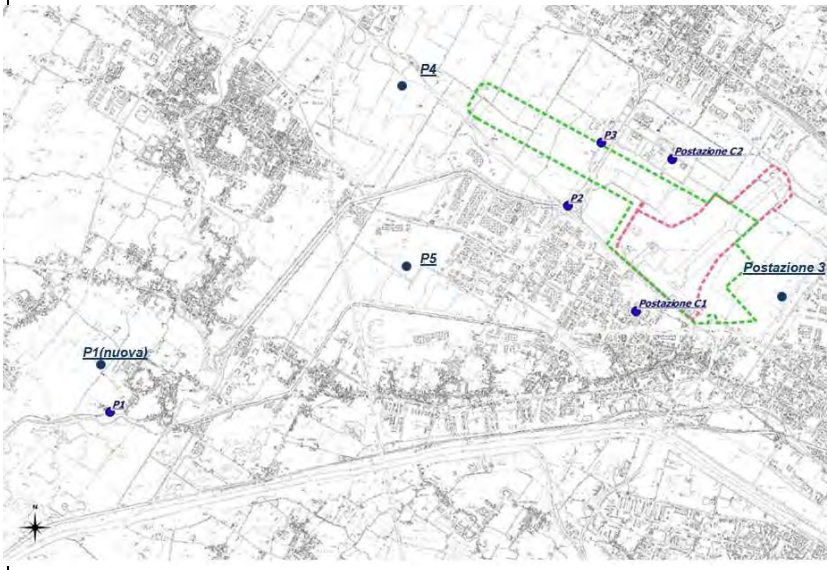 P4
P3
Postazione C2
P2
P5
Postazione 3
Postazione C1
P1(nuova)
P1
N